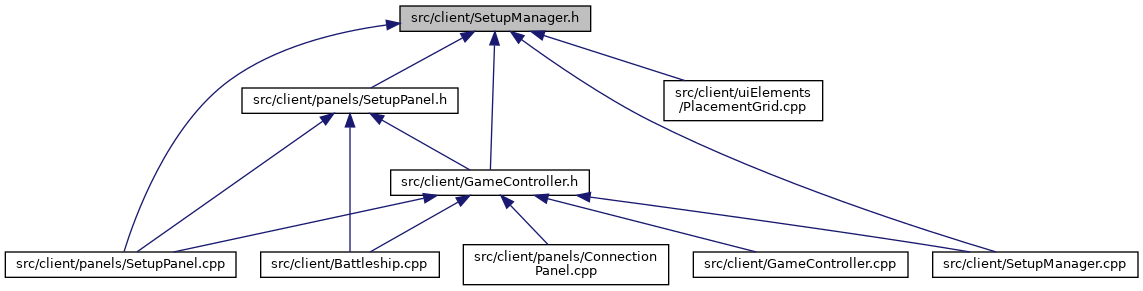 src/client/SetupManager.h
src/client/panels/SetupPanel.h
src/client/uiElements
/PlacementGrid.cpp
src/client/GameController.h
src/client/panels/SetupPanel.cpp
src/client/Battleship.cpp
src/client/panels/Connection
Panel.cpp
src/client/GameController.cpp
src/client/SetupManager.cpp